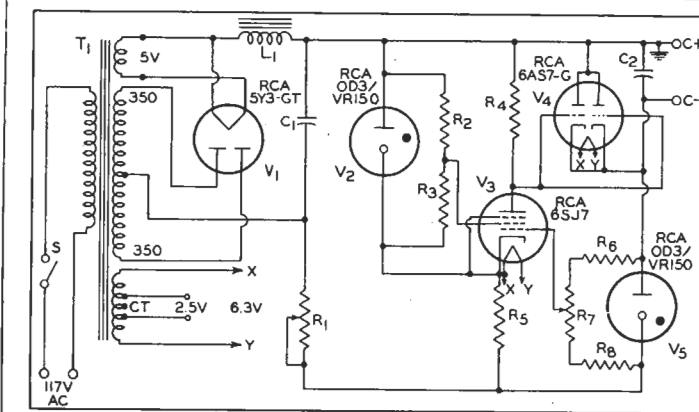 T1
5V
L1
350
RCA
5Y3-GT
V1
C1
350
S
117V
AC
CT
2.5V
6.3V
X
Y
R1
RCA
OD3/
VR150
V2
R2
R3
R4
V3
RCA
6SJ7
X
Y
R5
RCA
6AS7-G
V4
X
Y
C2
C+
C-
R6
R7
R8
RCA
OD3/
VR150
V5